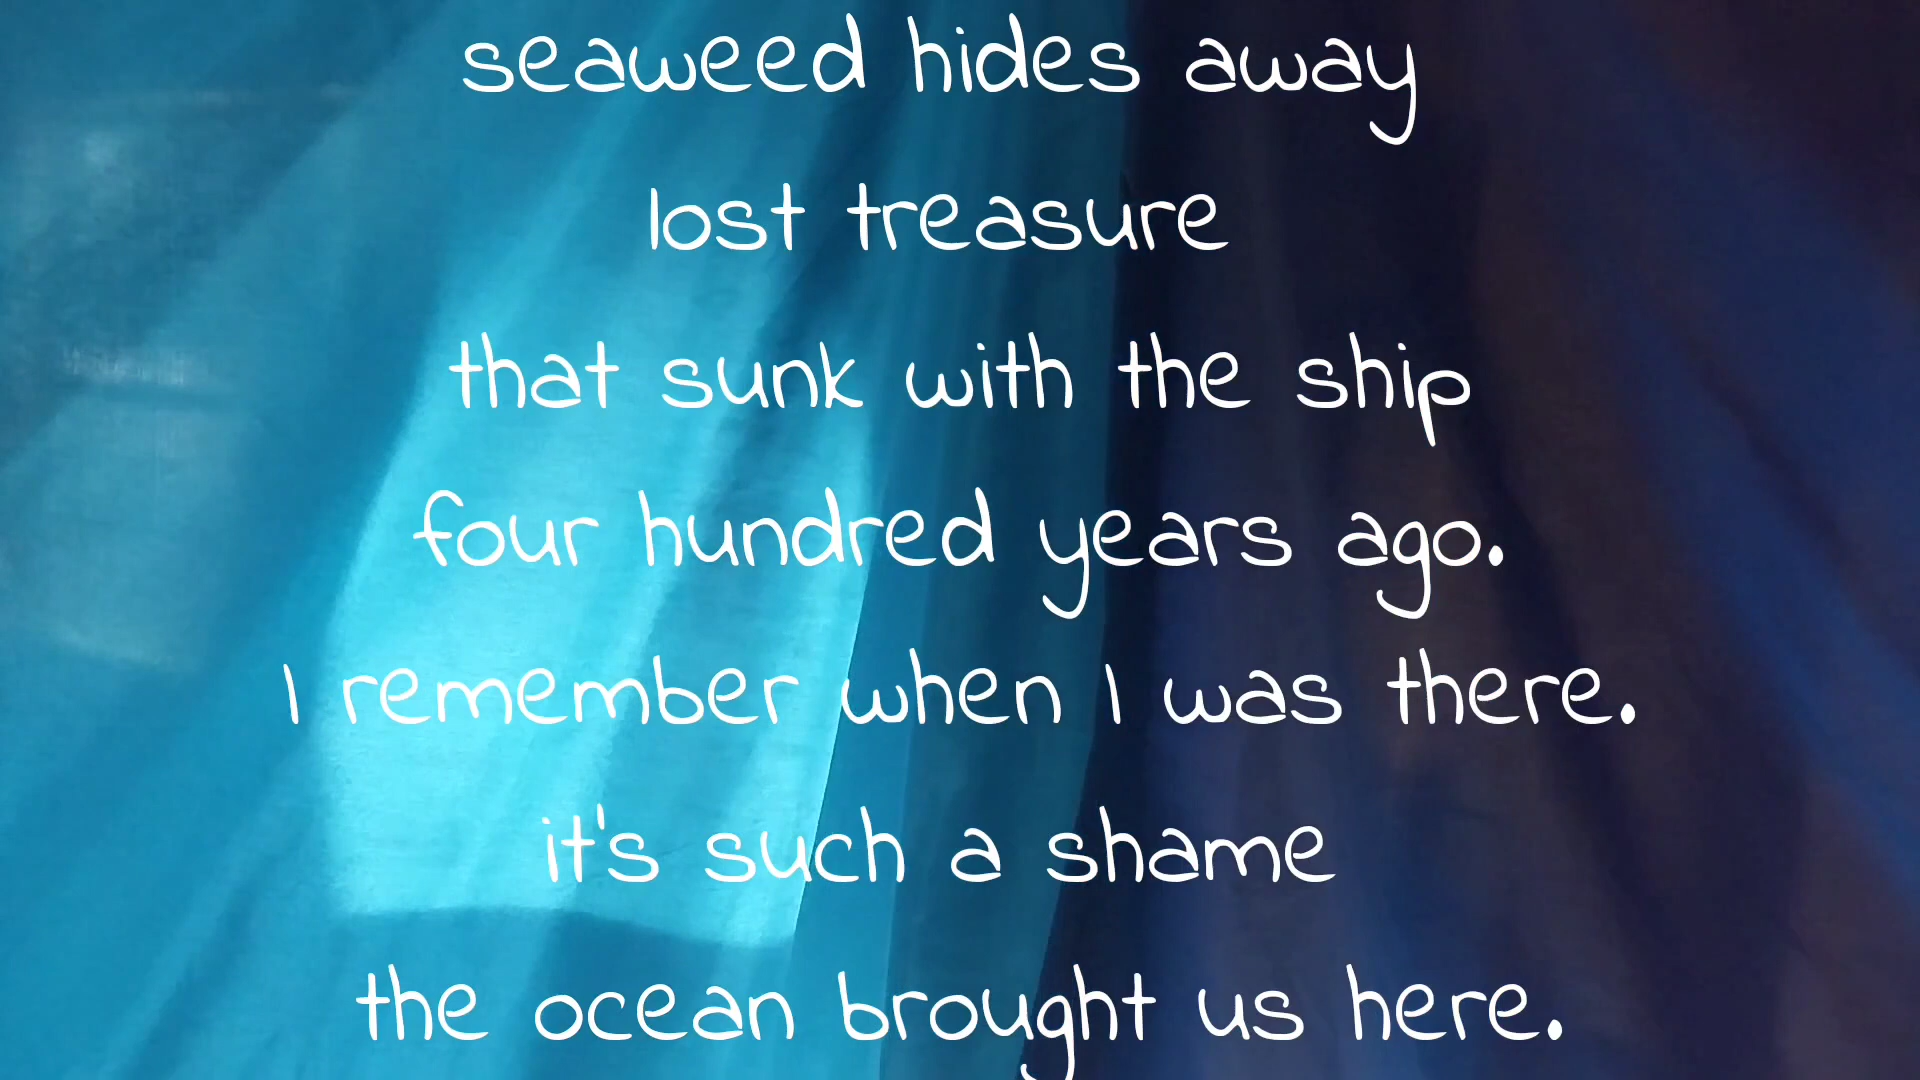 seaweed hides away
lost treasure
that sunk with the ship
four hundred years ago.
I remember when I was there.
it's such a shame
the ocean brought us here.